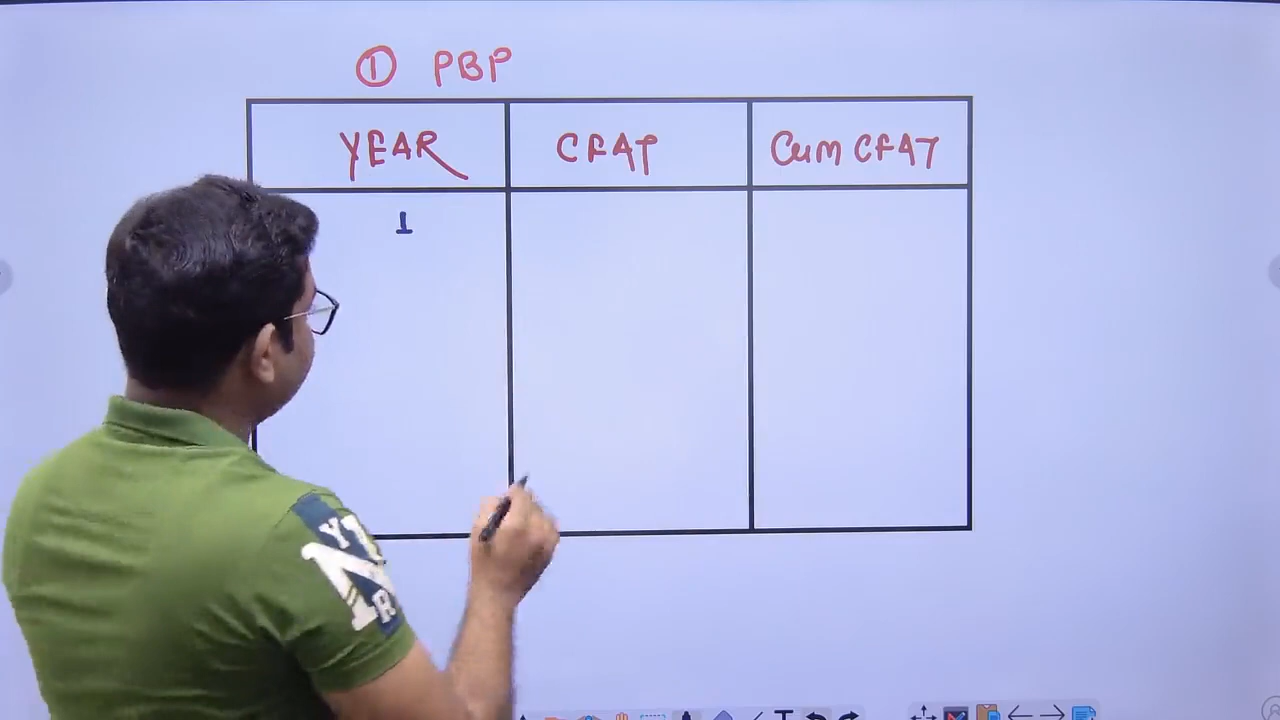 ① PBP
YEAR CFAT Cum CFAT
1
Y
N
R